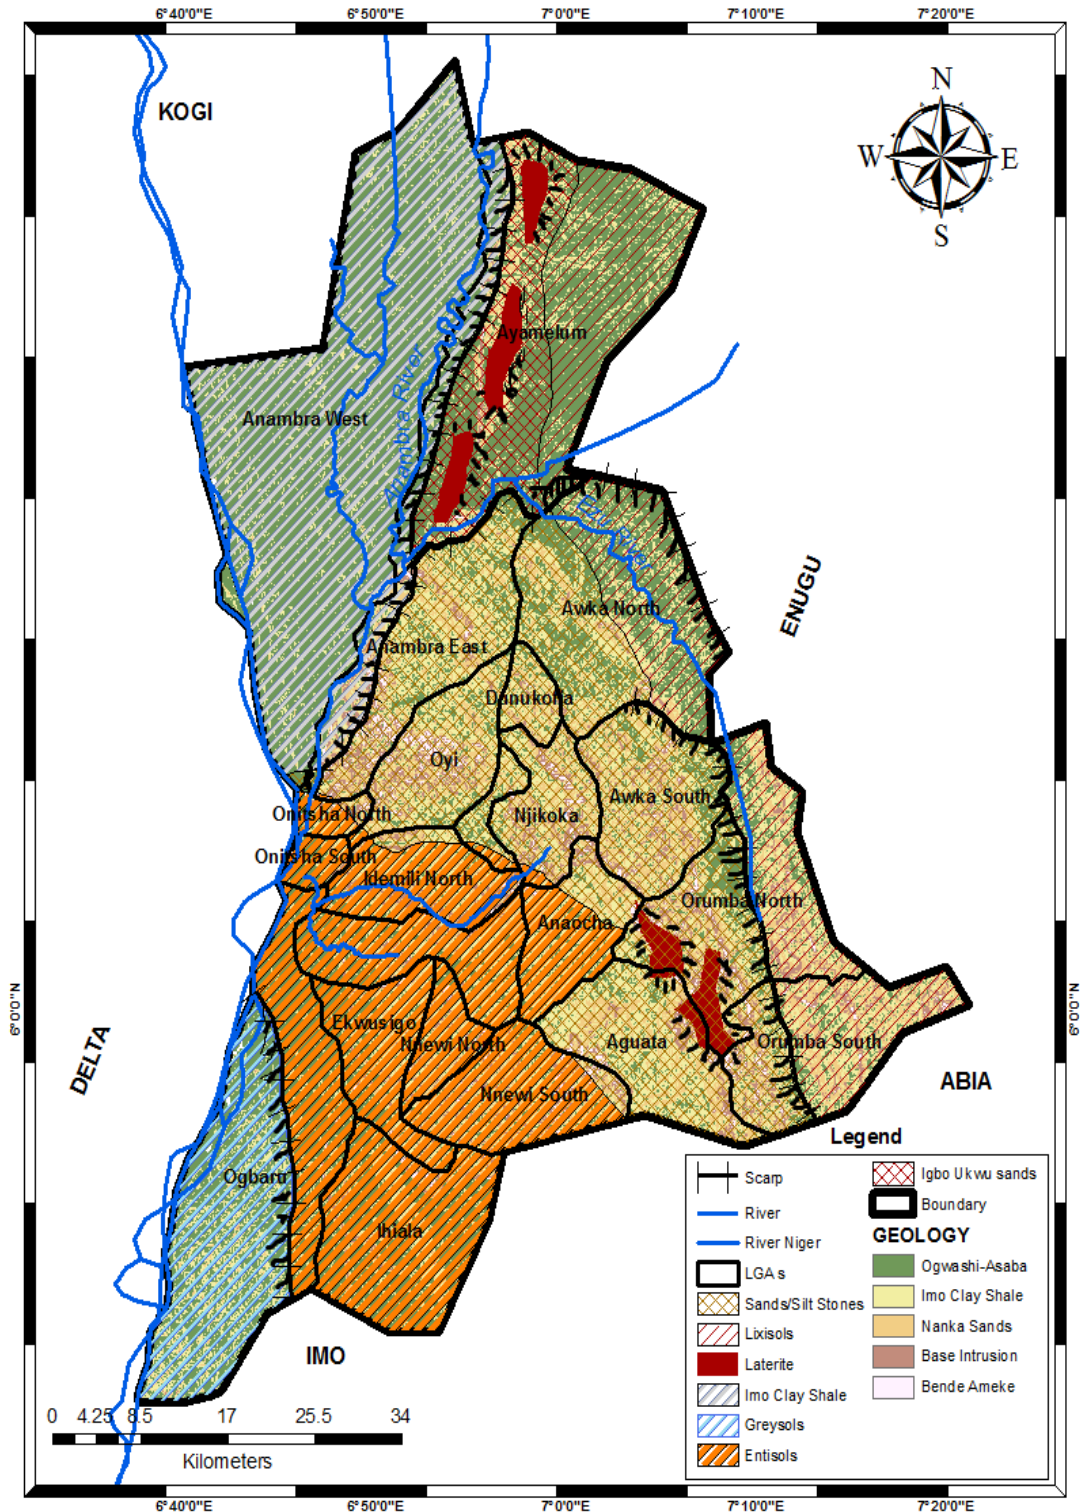 6°40'0"E
6°50'0"E
7°0'0"E
7°10'0"E
7°20'0"E
KOGI
N
W
E
S
Ayamelum
Anambra West
Anambra River
Ebu River
ENUGU
Awka North
Anambra East
Danukofia
Oyi
Awka South
Onitsha North
Njikoka
Onitsha South
Idemili North
Orumba North
Anaocha
6°0'0"N
6°0'0"N
Ekwusigo
Nnewi North
Aguata
Orumba South
DELTA
ABIA
Nnewi South
Ogbaru
Ihiala
IMO
0 4.25 8.5 17 25.5 34
Kilometers
Legend
Scarp
River
River Niger
LGAs
Sands/Silt Stones
Lixisols
Laterite
Imo Clay Shale
Greysols
Entisols
Igbo Ukwu sands
Boundary
GEOLOGY
Ogwashi-Asaba
Imo Clay Shale
Nanka Sands
Base Intrusion
Bende Ameke
6°40'0"E
6°50'0"E
7°0'0"E
7°10'0"E
7°20'0"E